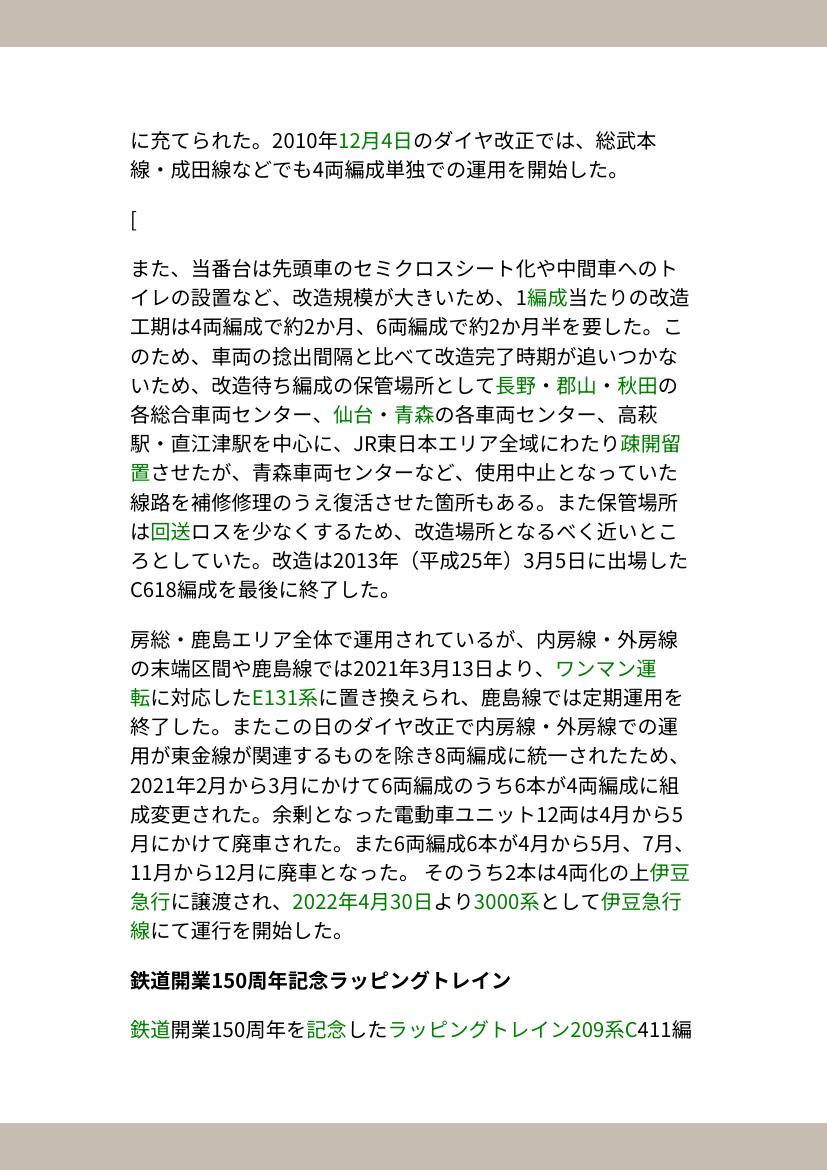 に充てられた。2010年12月4日のダイヤ改正では、総武本
線・成田線などでも4両編成単独での運用を開始した。
[
また、当番台は先頭車のセミクロスシート化や中間車へのト
イレの設置など、改造規模が大きいため、1編成当たりの改造
工期は4両編成で約2か月、6両編成で約2か月半を要した。こ
のため、車両の捻出間隔と比べて改造完了時期が追いつかな
いため、改造待ち編成の保管場所として長野・郡山・秋田の
各総合車両センター、仙台・青森の各車両センター、高萩
駅・直江津駅を中心に、JR東日本エリア全域にわたり疎開留
置させたが、青森車両センターなど、使用中止となっていた
線路を補修修理のうえ復活させた箇所もある。また保管場所
は回送ロスを少なくするため、改造場所となるべく近いとこ
ろとしていた。改造は2013年（平成25年）3月5日に出場した
C618編成を最後に終了した。
房総・鹿島エリア全体で運用されているが、内房線・外房線
の末端区間や鹿島線では2021年3月13日より、ワンマン運
転に対応したE131系に置き換えられ、鹿島線では定期運用を
終了した。またこの日のダイヤ改正で内房線・外房線での運
用が東金線が関連するものを除き8両編成に統一されたため、
2021年2月から3月にかけて6両編成のうち6本が4両編成に組
成変更された。余剰となった電動車ユニット12両は4月から5
月にかけて廃車された。また6両編成6本が4月から5月、7月、
11月から12月に廃車となった。 そのうち2本は4両化の上伊豆
急行に譲渡され、2022年4月30日より3000系として伊豆急行
線にて運行を開始した。
鉄道開業150周年記念ラッピングトレイン
鉄道開業150周年を記念したラッピングトレイン209系C411編